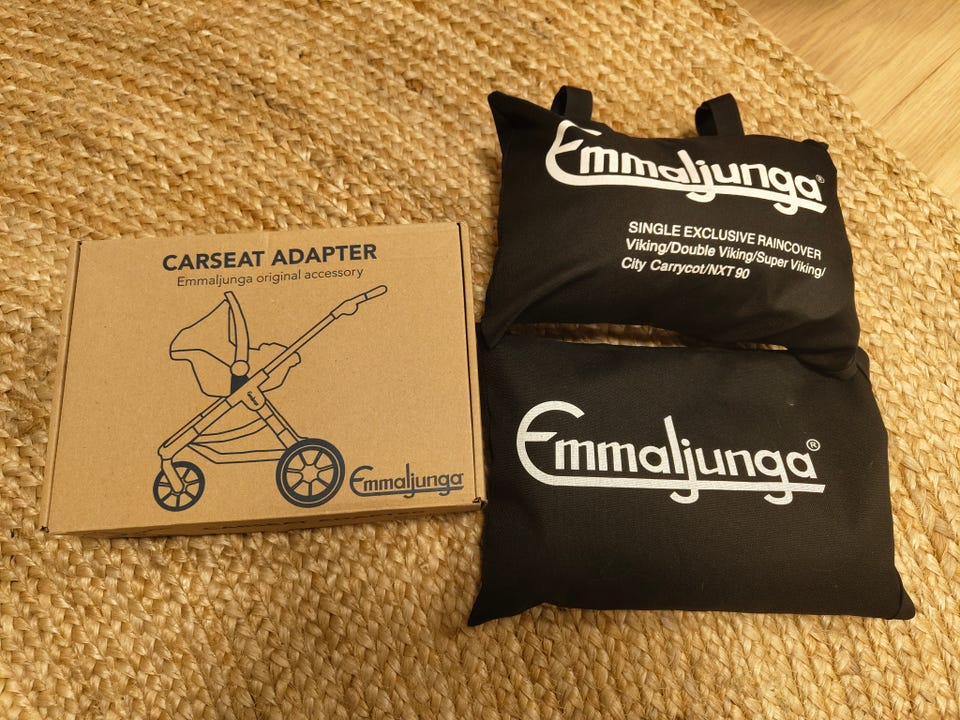 CARSEAT ADAPTER
Emmaljunga original accessory
Emmaljunga
Emmaljunga®
SINGLE EXCLUSIVE RAINCOVER
Viking/Double Viking/Super Viking/
City Carrycot/NXT 90
Emmaljunga®